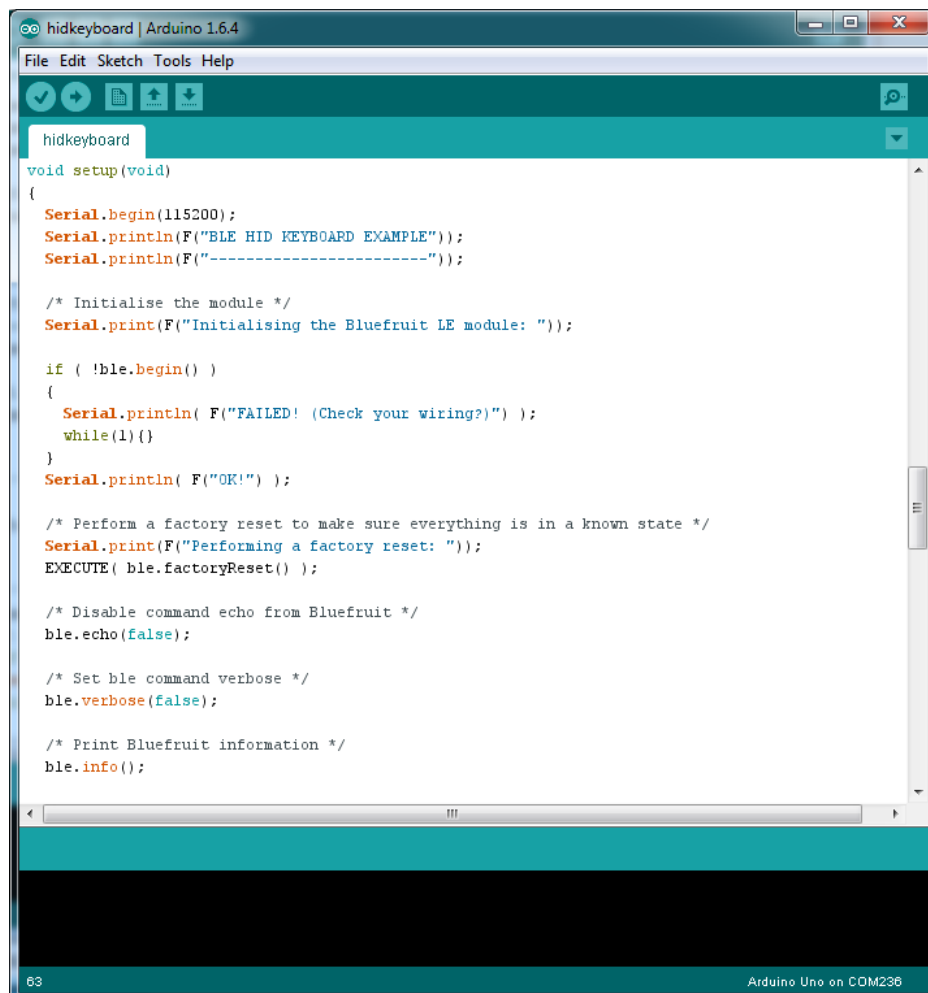 hidkeyboard | Arduino 1.6.4
File Edit Sketch Tools Help
hidkeyboard
void setup(void)
{
  Serial.begin(115200);
  Serial.println(F("BLE HID KEYBOARD EXAMPLE"));
  Serial.println(F("------------------------"));

  /* Initialise the module */
  Serial.print(F("Initialising the Bluefruit LE module: "));

  if ( !ble.begin() )
  {
    Serial.println( F("FAILED! (Check your wiring?)") );
    while(1){}
  }
  Serial.println( F("OK!") );

  /* Perform a factory reset to make sure everything is in a known state */
  Serial.print(F("Performing a factory reset: "));
  EXECUTE( ble.factoryReset() );

  /* Disable command echo from Bluefruit */
  ble.echo(false);

  /* Set ble command verbose */
  ble.verbose(false);

  /* Print Bluefruit information */
  ble.info();
63
Arduino Uno on COM236